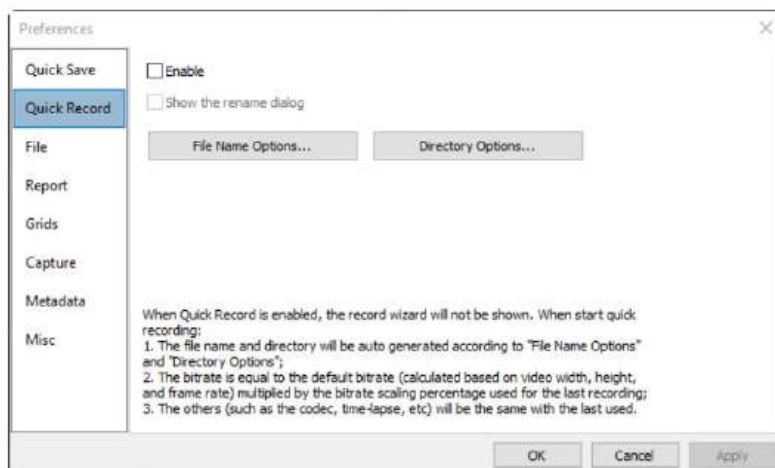 Preferences
Quick Save
Enable
Quick Record
Show the rename dialog
File
File Name Options...
Directory Options...
Report
Grids
Capture
Metadata
Misc
When Quick Record is enabled, the record wizard will not be shown. When start quick
recording:
1. The file name and directory will be auto generated according to "File Name Options"
and "Directory Options";
2. The bitrate is equal to the default bitrate (calculated based on video width, height,
and frame rate) multiplied by the bitrate scaling percentage used for the last recording;
3. The others (such as the codec, time-lapse, etc) will be the same with the last used.
OK
Cancel
Apply